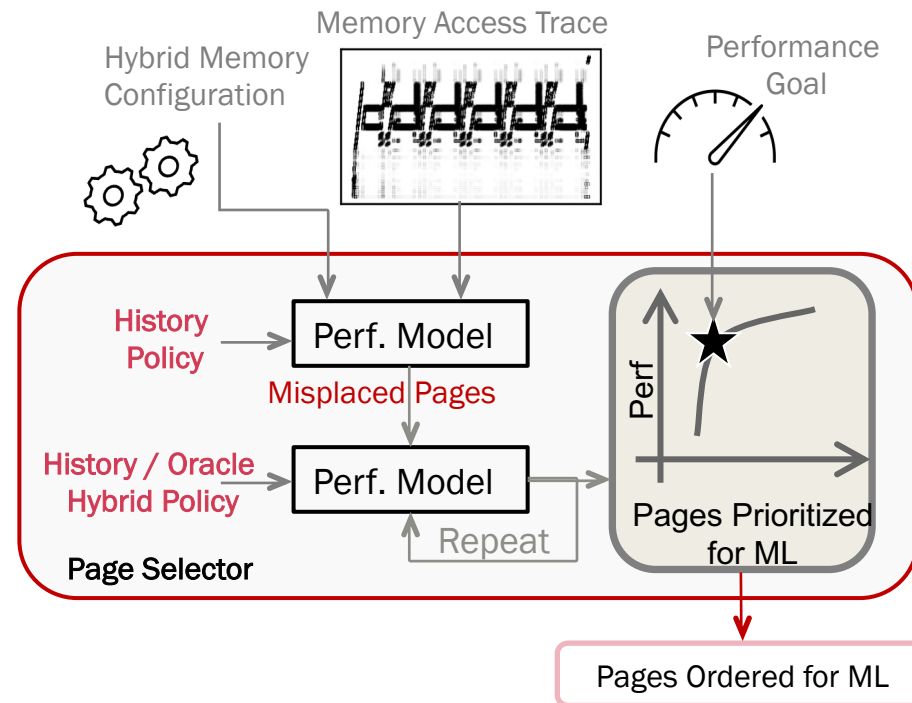 Memory Access Trace
Hybrid Memory
Configuration
Performance
Goal
History
Policy
Perf. Model
Misplaced Pages
History / Oracle
Hybrid Policy
Perf. Model
Repeat
Page Selector
Perf
Pages Prioritized
for ML
Pages Ordered for ML